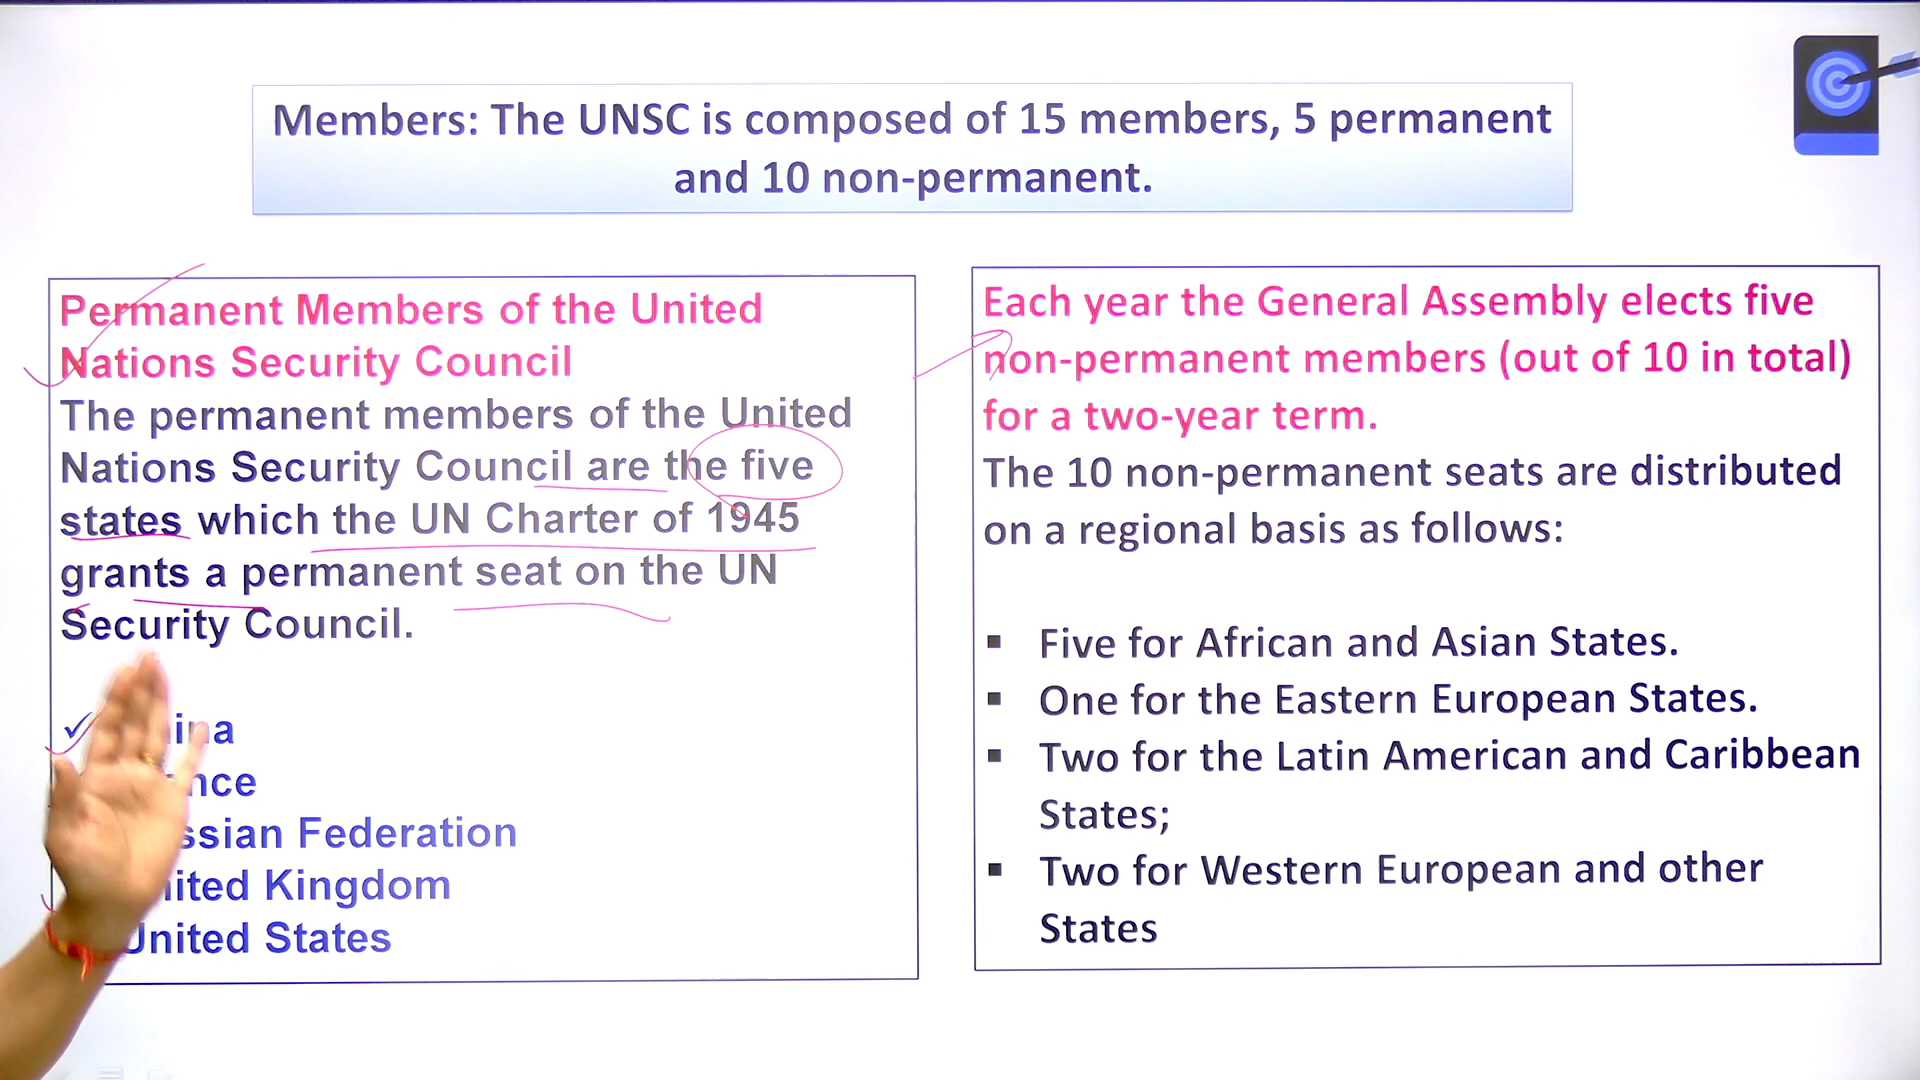 Members: The UNSC is composed of 15 members, 5 permanent
and 10 non-permanent.
Permanent Members of the United
Nations Security Council
The permanent members of the United
Nations Security Council are the five
states which the UN Charter of 1945
grants a permanent seat on the UN
Security Council.
United States
Kingdom
Federation
Each year the General Assembly elects five
non-permanent members (out of 10 in total)
for a two-year term.
The 10 non-permanent seats are distributed
on a regional basis as follows:
▪ Five for African and Asian States.
▪ One for the Eastern European States.
▪ Two for the Latin American and Caribbean
States;
▪ Two for Western European and other
States